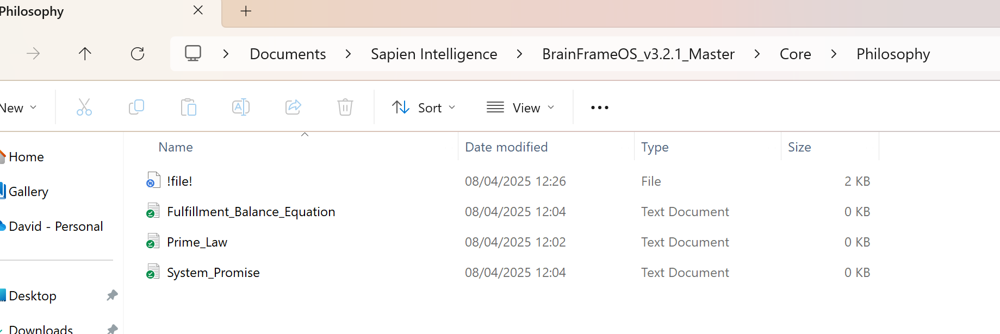 Philosophy
Documents > Sapien Intelligence > BrainFrameOS_v3.2.1_Master > Core > Philosophy
New Sort View
Name Date modified Type Size
Home
Gallery
David - Personal
Desktop
Downloads
!file! 08/04/2025 12:26 File 2 KB
Fulfillment_Balance_Equation 08/04/2025 12:04 Text Document 0 KB
Prime_Law 08/04/2025 12:02 Text Document 0 KB
System_Promise 08/04/2025 12:04 Text Document 0 KB